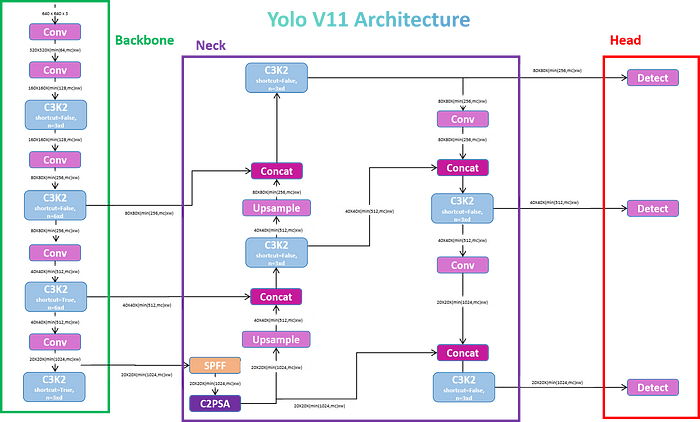 Yolo V11 Architecture
Backbone
640 x 640 x 3
Conv
320X320X(min(64,mc)xw)
Conv
160X160X(min(128,mc)xw)
C3K2
shortcut=False,
n=3xd
160X160X(min(128,mc)xw)
Conv
80X80X(min(256,mc)xw)
C3K2
shortcut=False,
n=6xd
80X80X(min(256,mc)xw)
80X80X(min(256,mc)xw)
Conv
40X40X(min(512,mc)xw)
C3K2
shortcut=True,
n=6xd
40X40X(min(512,mc)xw)
40X40X(min(512,mc)xw)
Conv
20X20X(min(1024,mc)xw)
20X20X(min(1024,mc)xw)
C3K2
shortcut=True,
n=3xd
Neck
C3K2
shortcut=False,
n=3xd
Concat
80X80X(min(256,mc)xw)
Upsample
40X40X(min(512,mc)xw)
C3K2
shortcut=False,
n=3xd
40X40X(min(512,mc)xw)
Concat
40X40X(min(512,mc)xw)
Upsample
20X20X(min(1024,mc)xw)
SPFF
20X20X(min(1024,mc)xw)
C2PSA
20X20X(min(1024,mc)xw)
80X80X(min(256,mc)xw)
80X80X(min(256,mc)xw)
Conv
80X80X(min(256,mc)xw)
Concat
C3K2
shortcut=False,
n=3xd
40X40X(min(512,mc)xw)
40X40X(min(512,mc)xw)
Conv
20X20X(min(1024,mc)xw)
Concat
C3K2
shortcut=False,
n=3xd
20X20X(min(1024,mc)xw)
Head
Detect
Detect
Detect